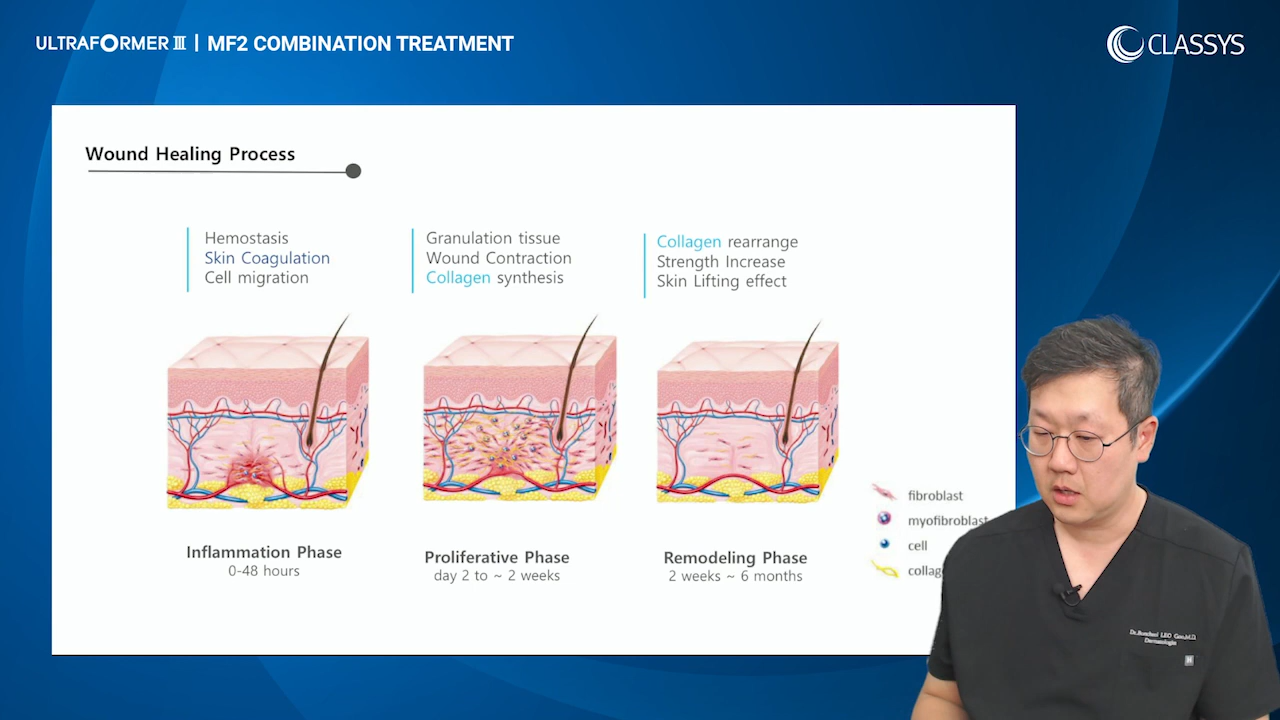 ULTRAFORMER III | MF2 COMBINATION TREATMENT
CLASSYS
Wound Healing Process
Hemostasis
Skin Coagulation
Cell migration
Granulation tissue
Wound Contraction
Collagen synthesis
Collagen rearrange
Strength Increase
Skin Lifting effect
Inflammation Phase
0-48 hours
Proliferative Phase
day 2 to ~ 2 weeks
Remodeling Phase
2 weeks ~ 6 months
fibroblast
myofibroblast
cell
collag
Dermatologist